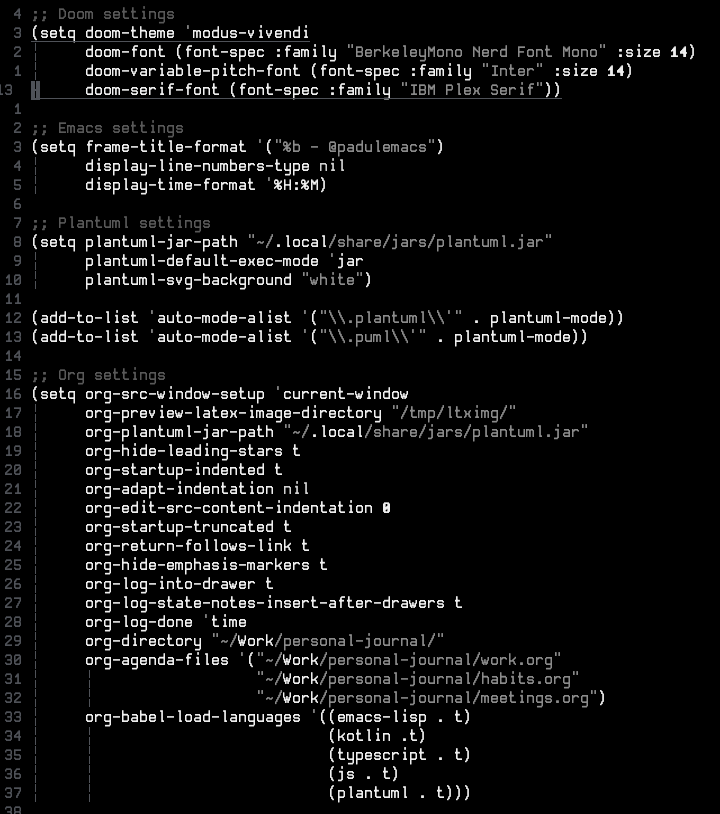 4 ;; Doom settings
3 (setq doom-theme 'modus-vivendi
2       doom-font (font-spec :family "BerkeleyMono Nerd Font Mono" :size 14)
1       doom-variable-pitch-font (font-spec :family "Inter" :size 14)
13       doom-serif-font (font-spec :family "IBM Plex Serif"))
1
2 ;; Emacs settings
3 (setq frame-title-format '("%b – @padulemacs")
4       display-line-numbers-type nil
5       display-time-format '%H:%M)
6
7 ;; Plantuml settings
8 (setq plantuml-jar-path "~/.local/share/jars/plantuml.jar"
9       plantuml-default-exec-mode 'jar
10       plantuml-svg-background "white")
11
12 (add-to-list 'auto-mode-alist '("\\.plantuml\\'" . plantuml-mode))
13 (add-to-list 'auto-mode-alist '("\\.puml\\'" . plantuml-mode))
14
15 ;; Org settings
16 (setq org-src-window-setup 'current-window
17       org-preview-latex-image-directory "/tmp/ltximg/"
18       org-plantuml-jar-path "~/.local/share/jars/plantuml.jar"
19       org-hide-leading-stars t
20       org-startup-indented t
21       org-adapt-indentation nil
22       org-edit-src-content-indentation 0
23       org-startup-truncated t
24       org-return-follows-link t
25       org-hide-emphasis-markers t
26       org-log-into-drawer t
27       org-log-state-notes-insert-after-drawers t
28       org-log-done 'time
29       org-directory "~/Work/personal-journal/"
30       org-agenda-files '("~/Work/personal-journal/work.org"
31                          "~/Work/personal-journal/habits.org"
32                          "~/Work/personal-journal/meetings.org")
33       org-babel-load-languages '((emacs-lisp . t)
34                                  (kotlin .t)
35                                  (typescript . t)
36                                  (js . t)
37                                  (plantuml . t)))
38